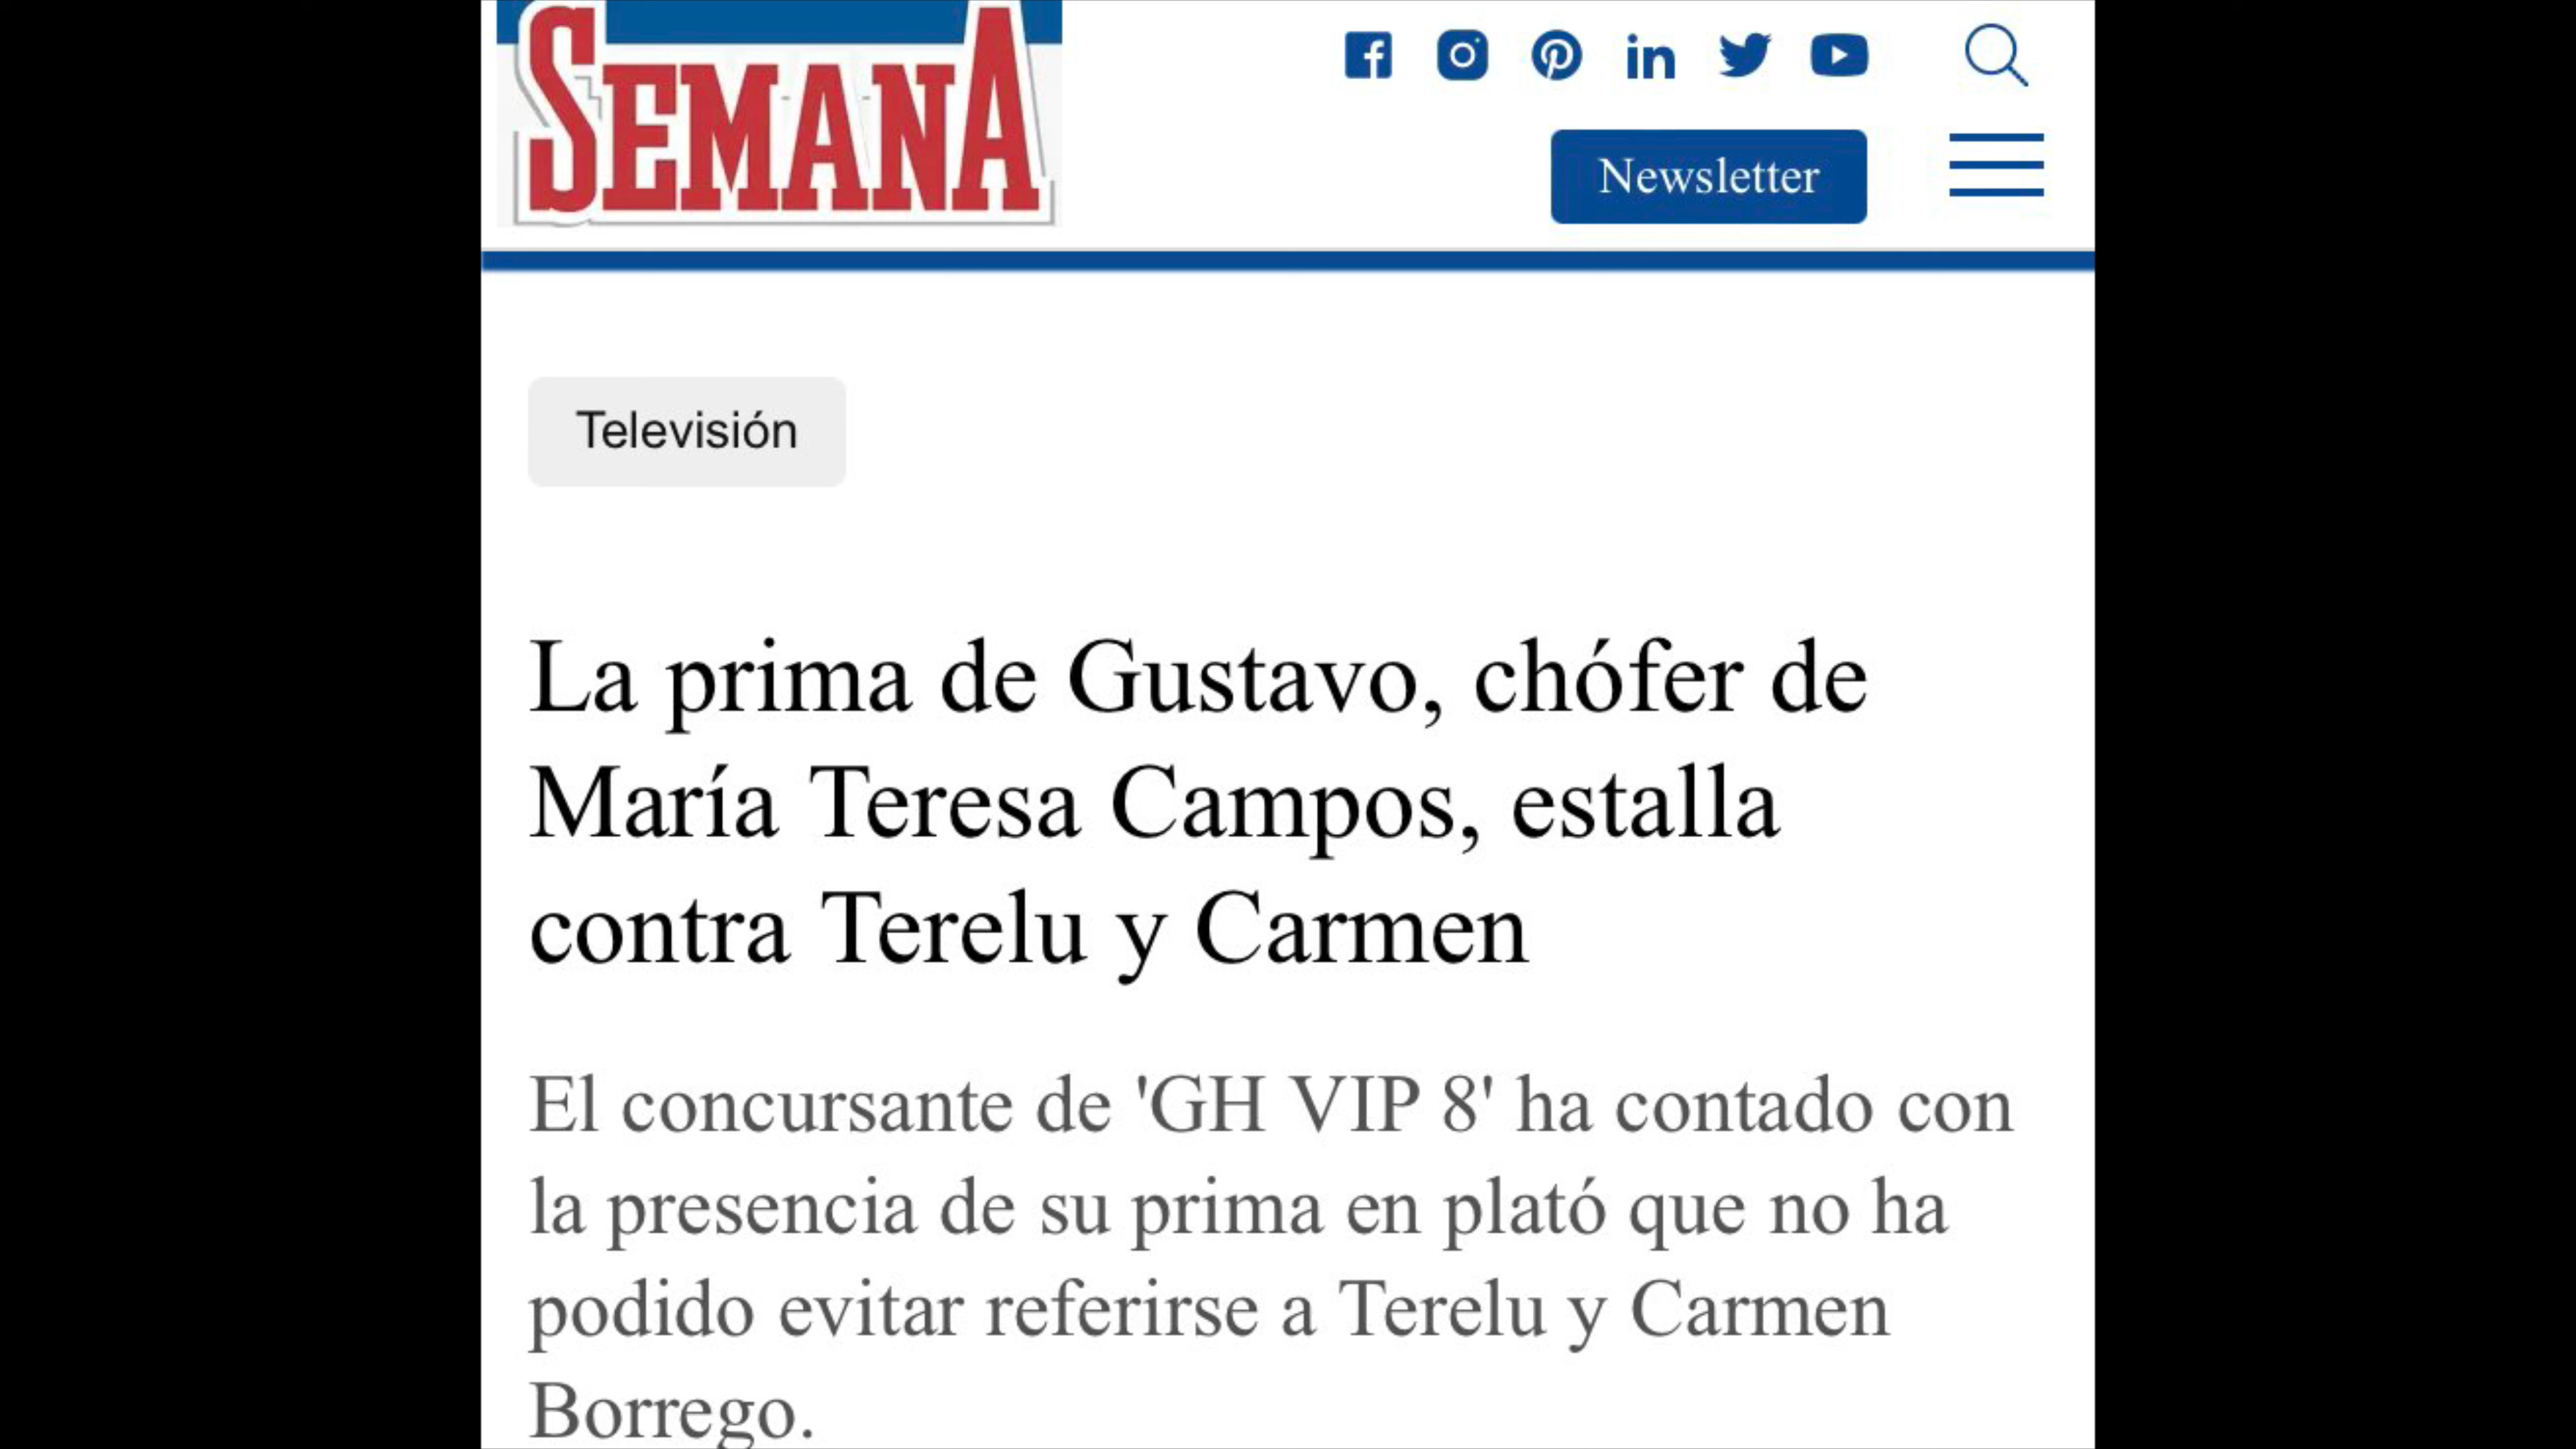 SEMANA
Newsletter
Televisión
La prima de Gustavo, chófer de
María Teresa Campos, estalla
contra Terelu y Carmen
El concursante de 'GH VIP 8' ha contado con
la presencia de su prima en plató que no ha
podido evitar referirse a Terelu y Carmen
Borrego.